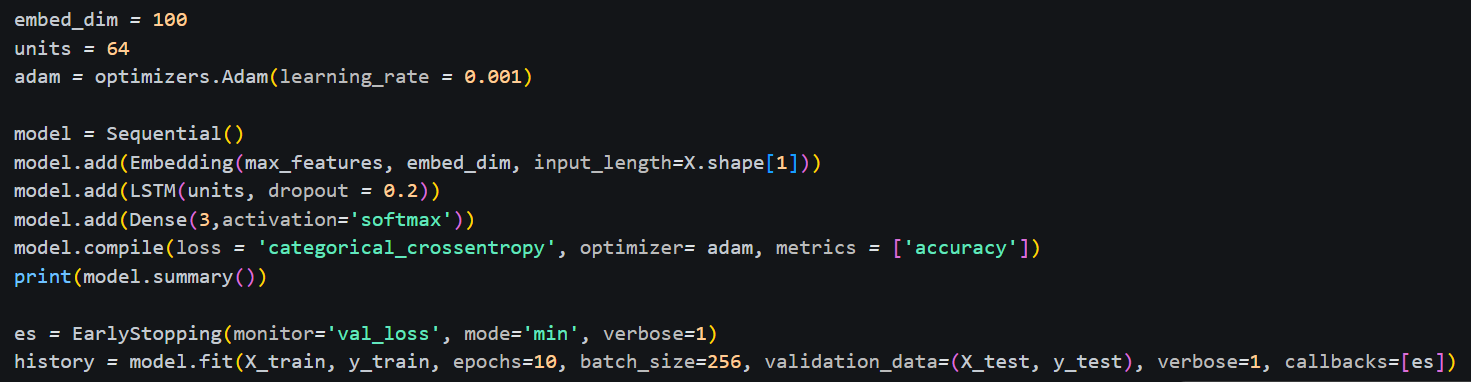 embed_dim = 100
units = 64
adam = optimizers.Adam(learning_rate = 0.001)
model = Sequential()
model.add(Embedding(max_features, embed_dim, input_length=X.shape[1]))
model.add(LSTM(units, dropout = 0.2))
model.add(Dense(3,activation='softmax'))
model.compile(loss = 'categorical_crossentropy', optimizer= adam, metrics = ['accuracy'])
print(model.summary())
es = EarlyStopping(monitor='val_loss', mode='min', verbose=1)
history = model.fit(X_train, y_train, epochs=10, batch_size=256, validation_data=(X_test, y_test), verbose=1, callbacks=[es])